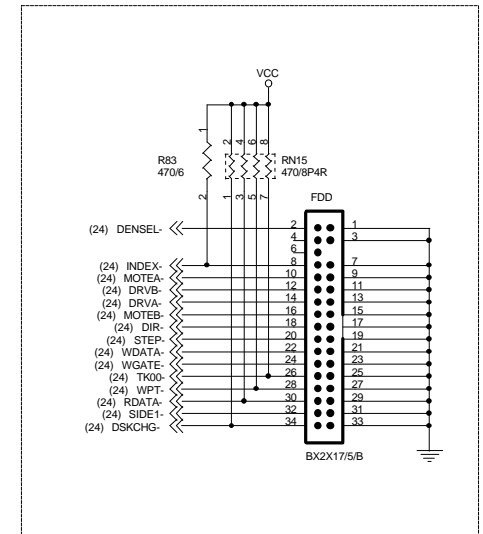 VCC
1 2 4 6 8
R83 RN15
470/6 470/8P4R
2 1 3 5 7
FDD
(24) DENSEL- 2 1
4 3
6
(24) INDEX- 8 7
(24) MOTEA- 10 9
(24) DRVB- 12 11
(24) DRVA- 14 13
(24) MOTEB- 16 15
(24) DIR- 18 17
(24) STEP- 20 19
(24) WDATA- 22 21
(24) WGATE- 24 23
(24) TK00- 26 25
(24) WPT- 28 27
(24) RDATA- 30 29
(24) SIDE1- 32 31
(24) DSKCHG- 34 33
BX2X17/5/B